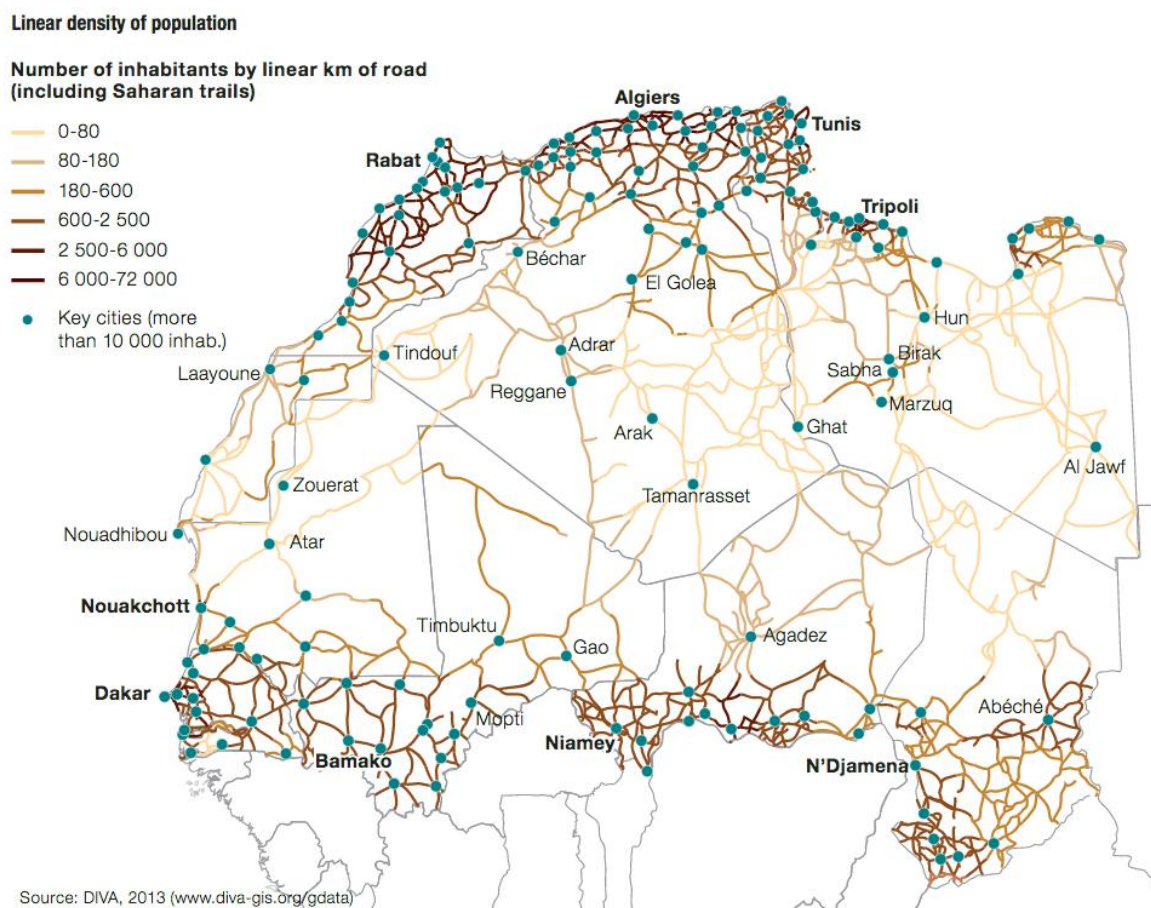 Linear density of population
Number of inhabitants by linear km of road
(including Saharan trails)
0-80
80-180
180-600
600-2 500
2 500-6 000
6 000-72 000
Key cities (more
than 10 000 inhab.)
Algiers
Tunis
Rabat
Tripoli
Béchar
El Golea
Hun
Adrar
Tindouf
Birak
Laayoune
Sabha
Reggane
Marzuq
Ghat
Arak
Al Jawf
Zouerat
Tamanrasset
Nouadhibou
Atar
Nouakchott
Timbuktu
Agadez
Gao
Dakar
Abéché
Mopti
Niamey
Bamako
N'Djamena
Source: DIVA, 2013 (www.diva-gis.org/gdata)